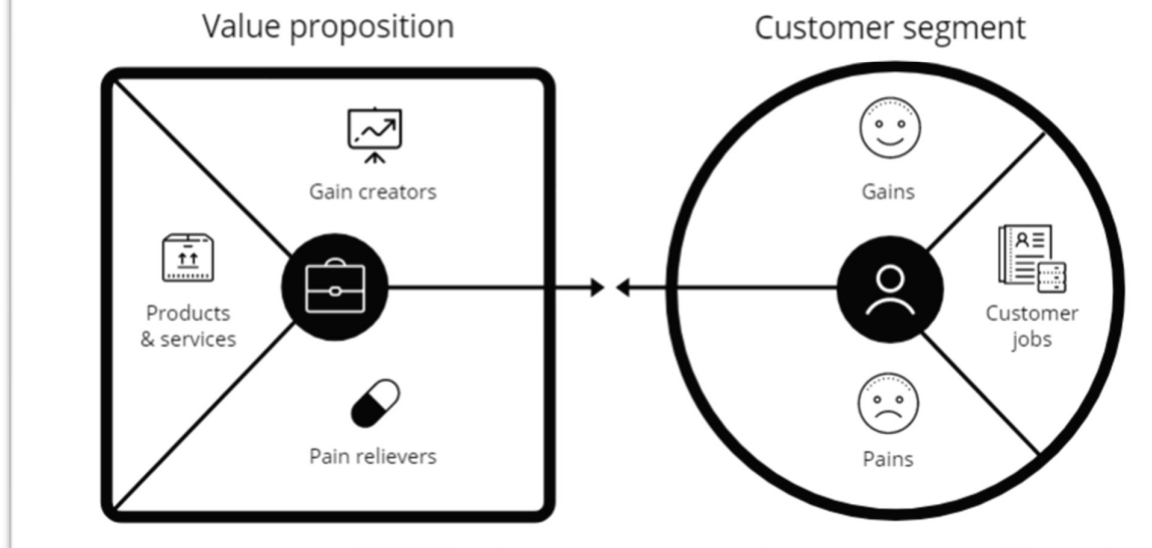 Value proposition
Customer segment
Gain creators
Gains
Products
& services
Customer
jobs
Pain relievers
Pains